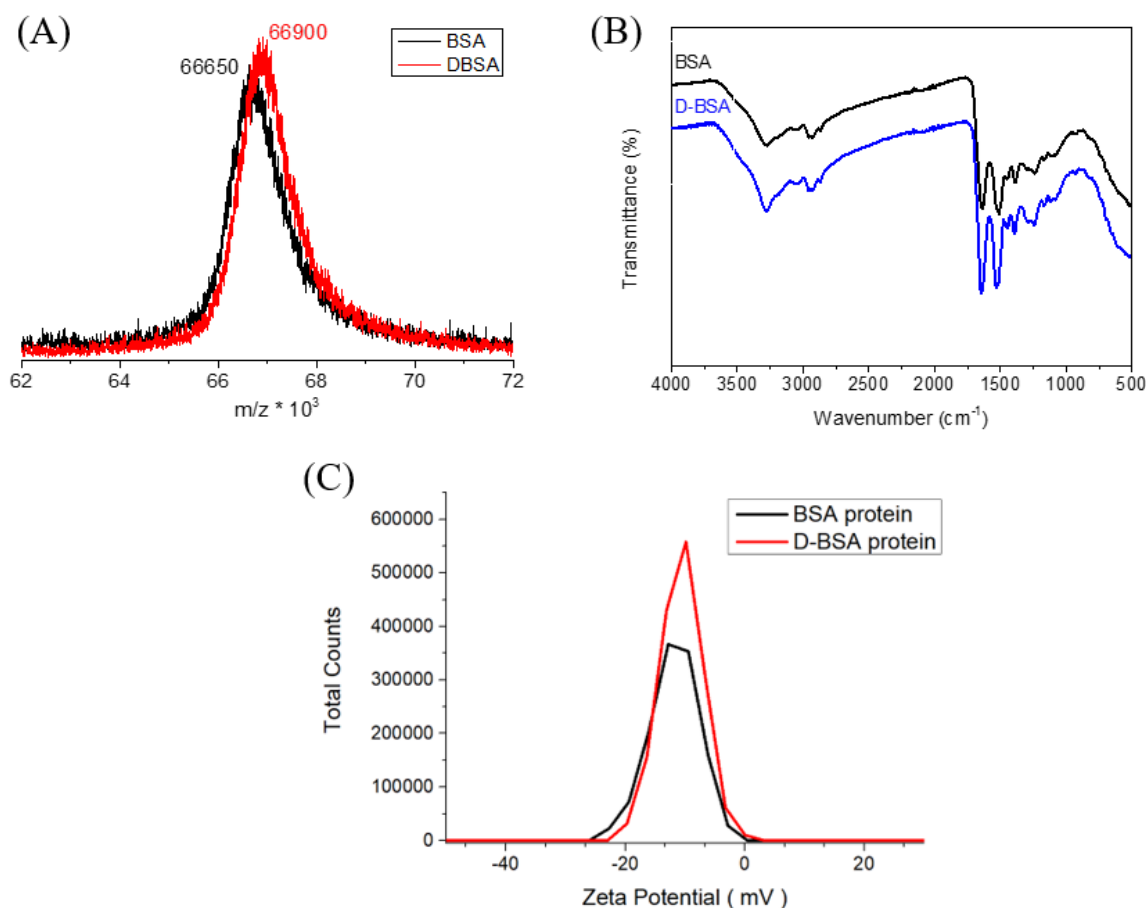 (A)
66900
66650
BSA
DBSA
62 64 66 68 70 72
m/z * 10³
(B)
BSA
D-BSA
Transmittance (%)
4000 3500 3000 2500 2000 1500 1000 500
Wavenumber (cm⁻¹)
(C)
BSA protein
D-BSA protein
600000
500000
400000
300000
200000
100000
0
Total Counts
-40 -20 0 20
Zeta Potential ( mV )